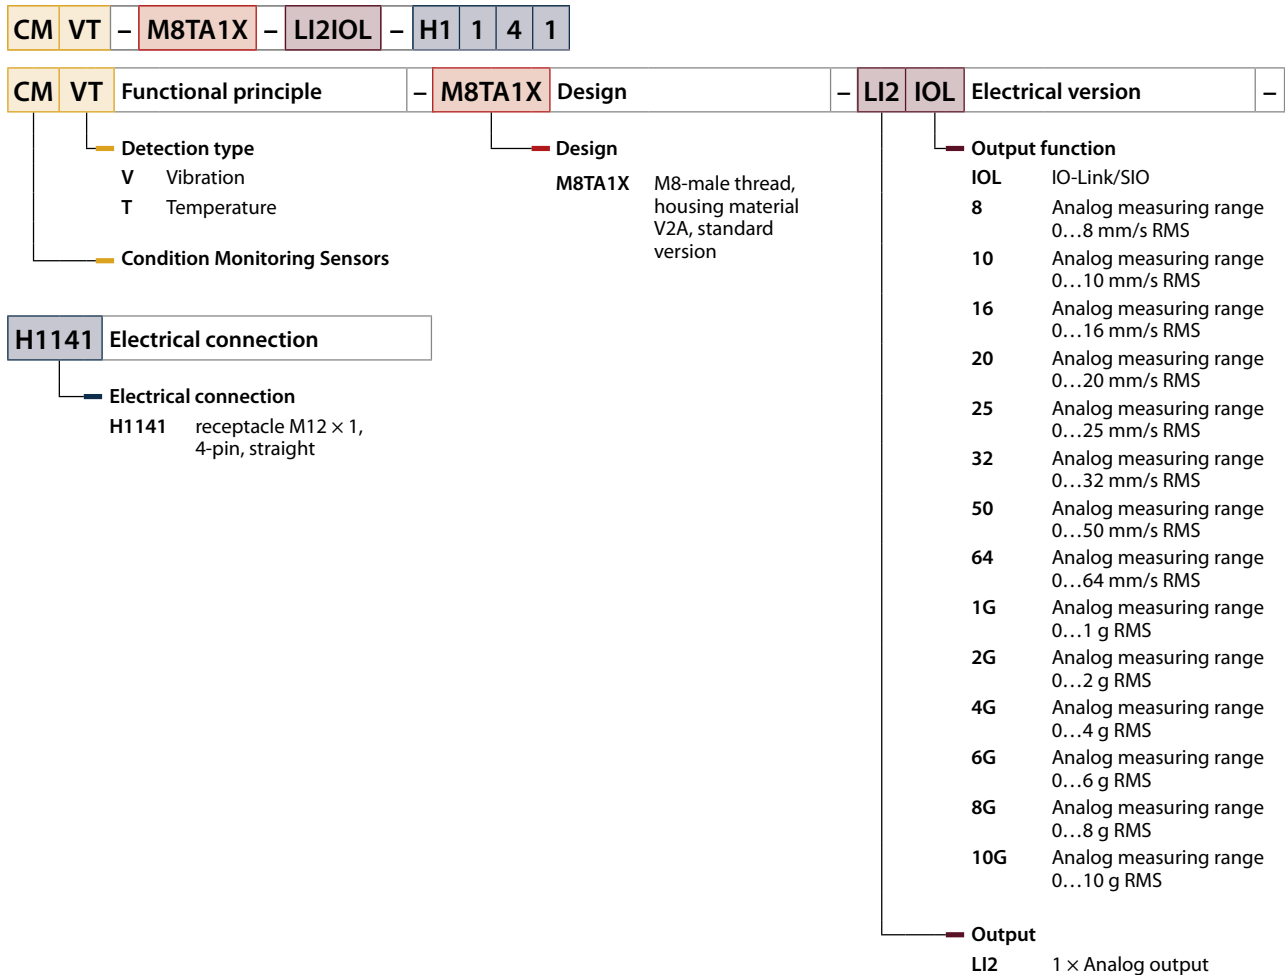 CM VT – M8TA1X – LI2IOL – H1 1 4 1
CM VT Functional principle – M8TA1X Design – LI2 IOL Electrical version –
Detection type
V Vibration
T Temperature
Condition Monitoring Sensors
Design
M8TA1X M8-male thread,
housing material
V2A, standard
version
Output function
IOL IO-Link/SIO
8 Analog measuring range
0…8 mm/s RMS
10 Analog measuring range
0…10 mm/s RMS
16 Analog measuring range
0…16 mm/s RMS
20 Analog measuring range
0…20 mm/s RMS
25 Analog measuring range
0…25 mm/s RMS
32 Analog measuring range
0…32 mm/s RMS
50 Analog measuring range
0…50 mm/s RMS
64 Analog measuring range
0…64 mm/s RMS
1G Analog measuring range
0…1 g RMS
2G Analog measuring range
0…2 g RMS
4G Analog measuring range
0…4 g RMS
6G Analog measuring range
0…6 g RMS
8G Analog measuring range
0…8 g RMS
10G Analog measuring range
0…10 g RMS
Output
LI2 1 × Analog output
H1141 Electrical connection
Electrical connection
H1141 receptacle M12 × 1,
4-pin, straight